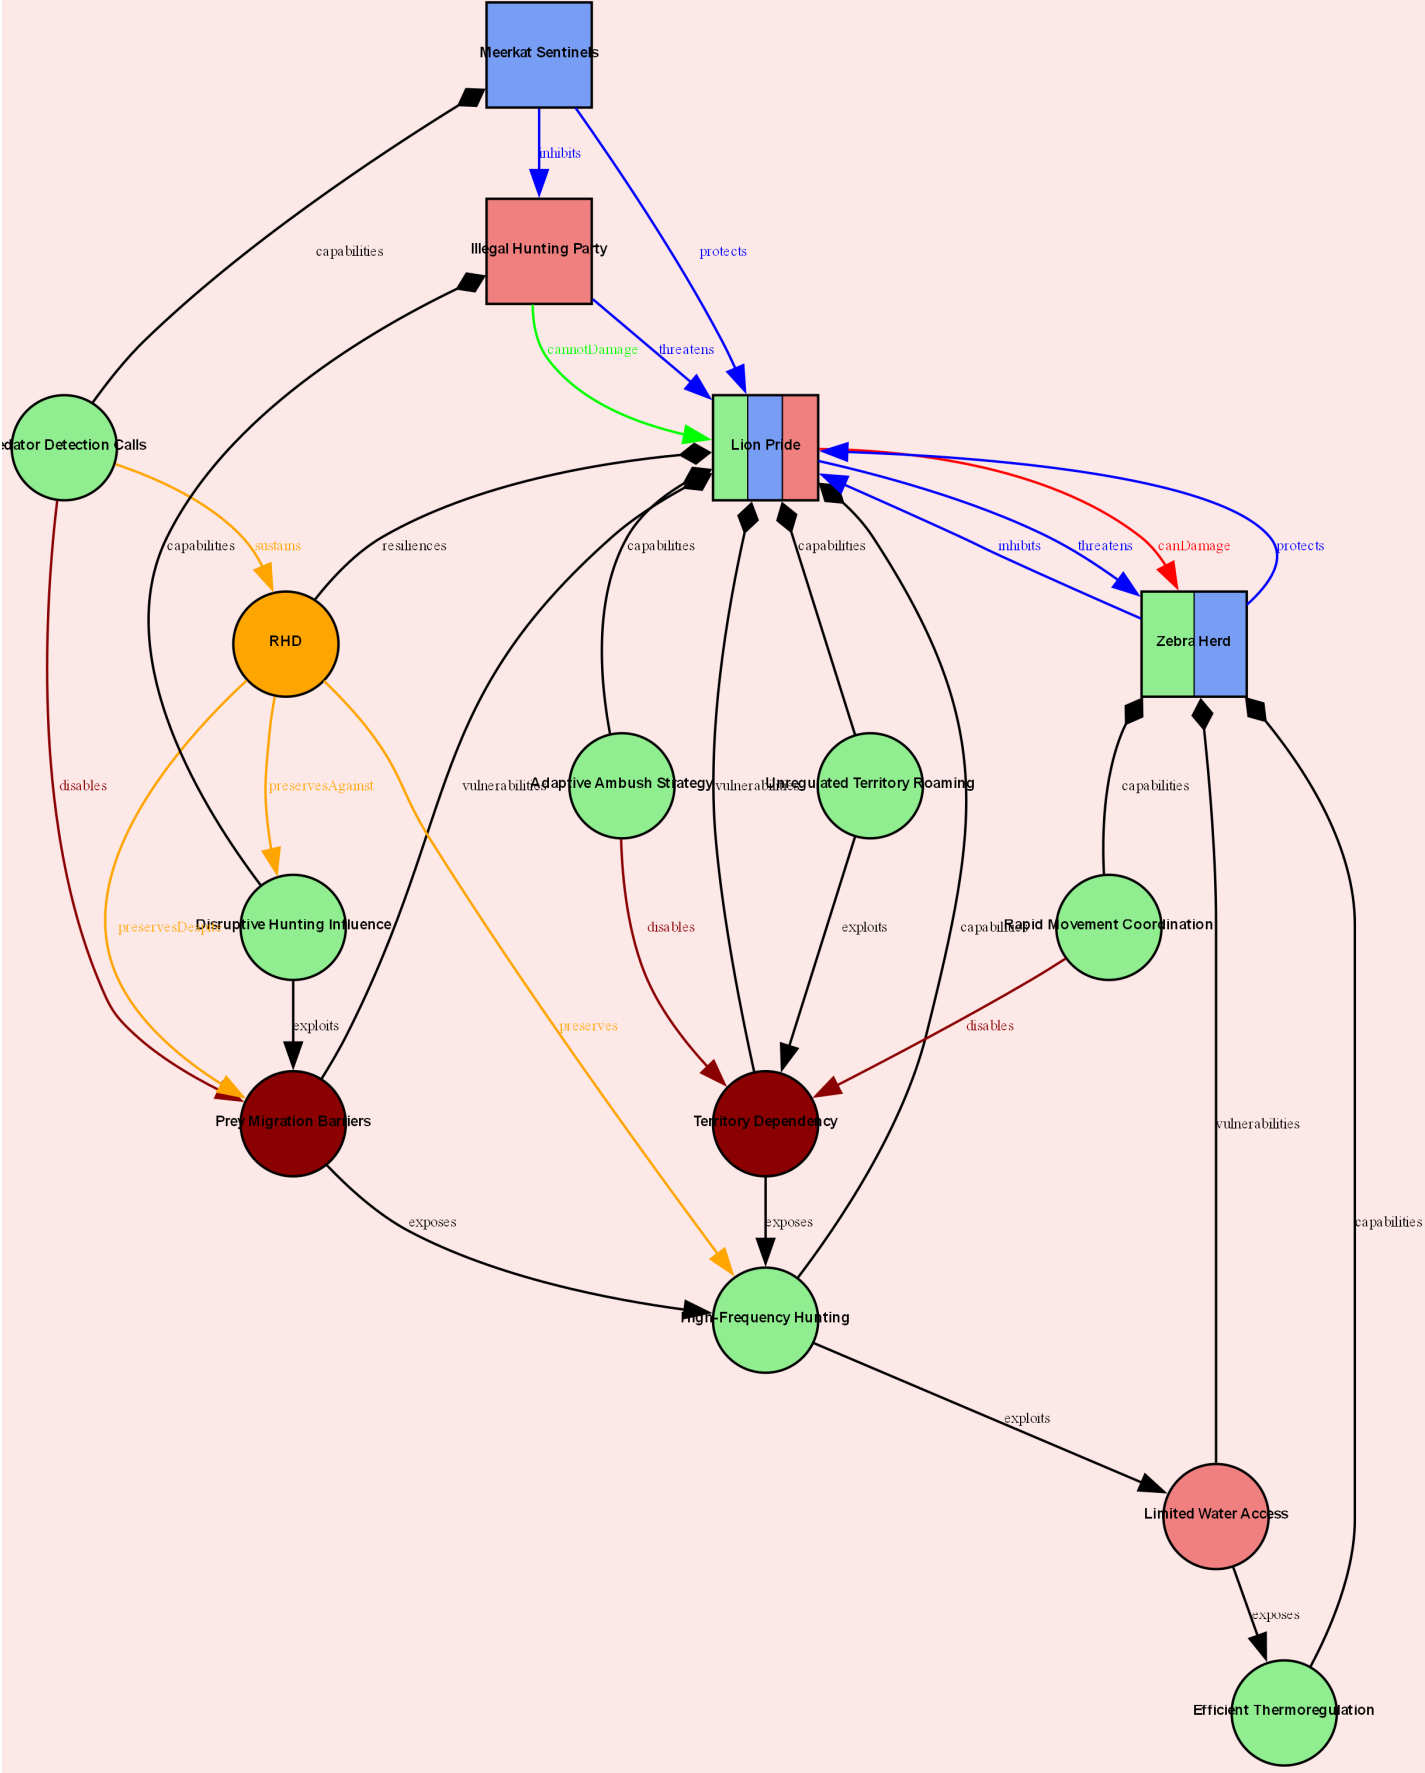 Meerkat Sentinels
inhibits
Illegal Hunting Party
capabilities
protects
cannotDamage
threatens
edator Detection Calls
Lion Pride
capabilities
sustains
resiliences
capabilities
capabilities
inhibits
threatens
canDamage
protects
RHD
Zebra Herd
disables
preservesAgainst
vulnerabilities
Adaptive Ambush Strategy
vulnerabilities
Unregulated Territory Roaming
capabilities
preservesDespite
Disruptive Hunting Influence
disables
exploits
capabilities
Rapid Movement Coordination
exploits
preserves
disables
Prey Migration Barriers
Territory Dependency
vulnerabilities
exposes
exposes
capabilities
High-Frequency Hunting
exploits
Limited Water Access
exposes
Efficient Thermoregulation